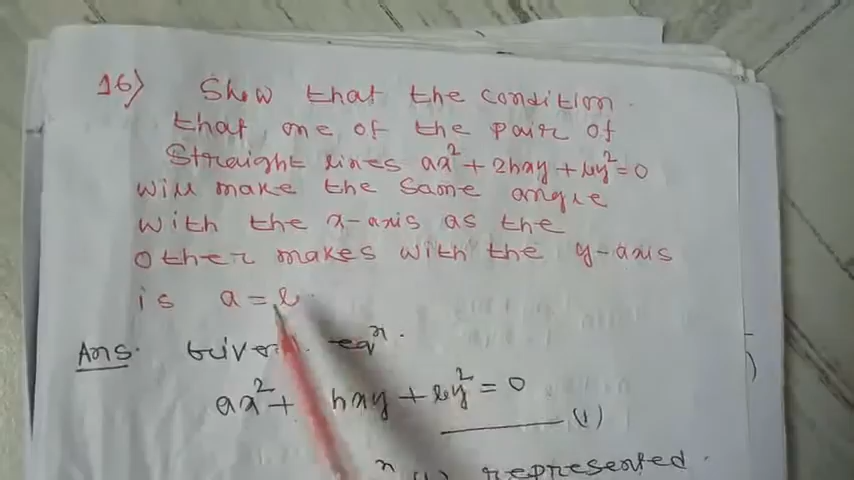 16) Show that the condition
that one of the pair of
straight lines ax² + 2hxy + by² = 0
will make the same angle
with the x-axis as the
other makes with the y-axis
is a = b.
Ans. Given eqⁿ.
ax² + hxy + by² = 0
(1)
represented